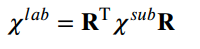 χ^{lab} = R^T χ^{sub} R